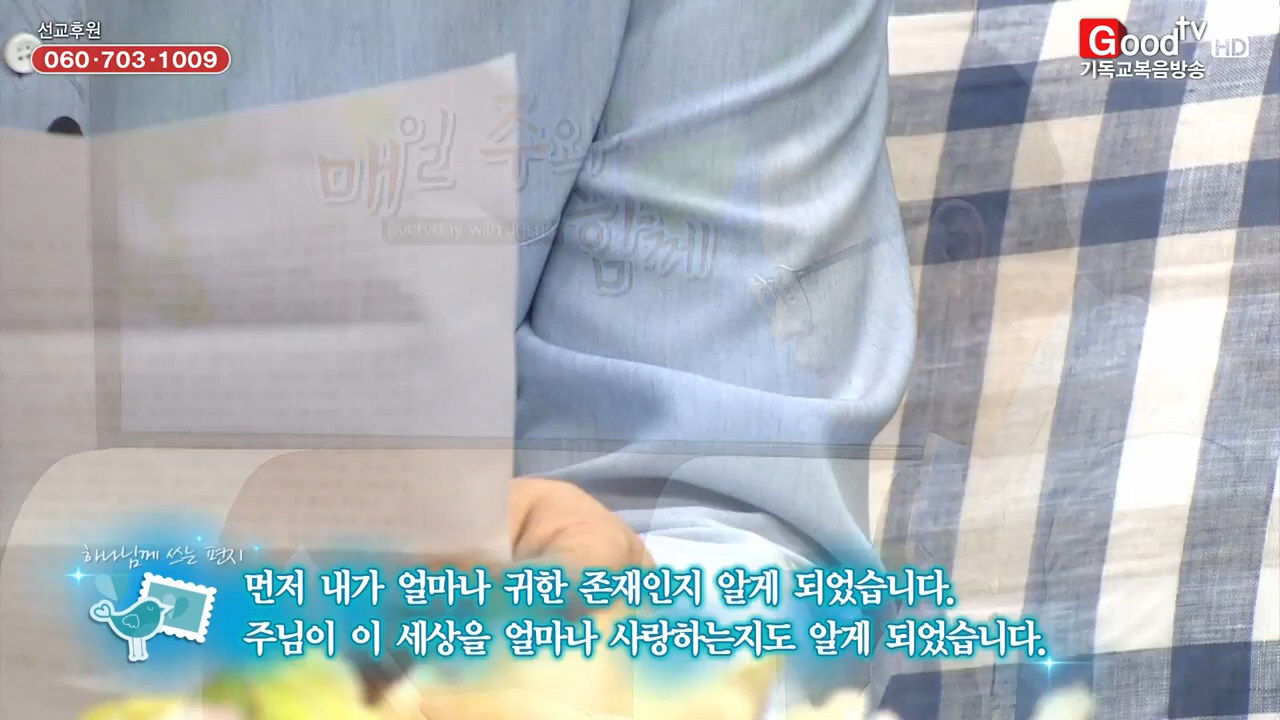 선교후원
060·703·1009
Good tv HD
기독교복음방송
매일 주와
함께
everyday with Jesus
하나님께 쓰는 편지
먼저 내가 얼마나 귀한 존재인지 알게 되었습니다.
주님이 이 세상을 얼마나 사랑하는지도 알게 되었습니다.